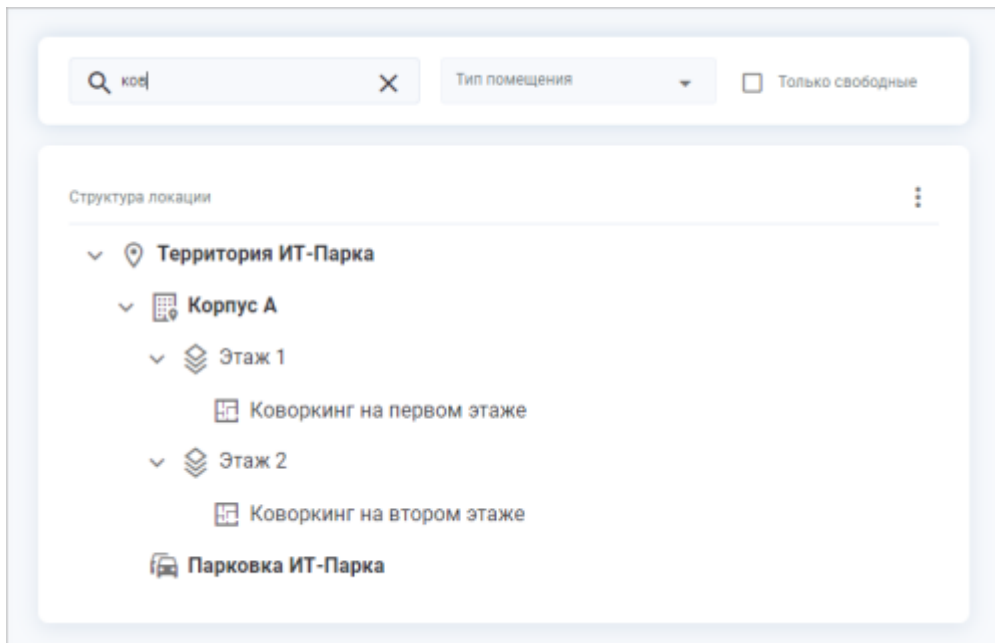 ков
Тип помещения
Только свободные
Структура локации
Территория ИТ-Парка
Корпус А
Этаж 1
Коворкинг на первом этаже
Этаж 2
Коворкинг на втором этаже
Парковка ИТ-Парка